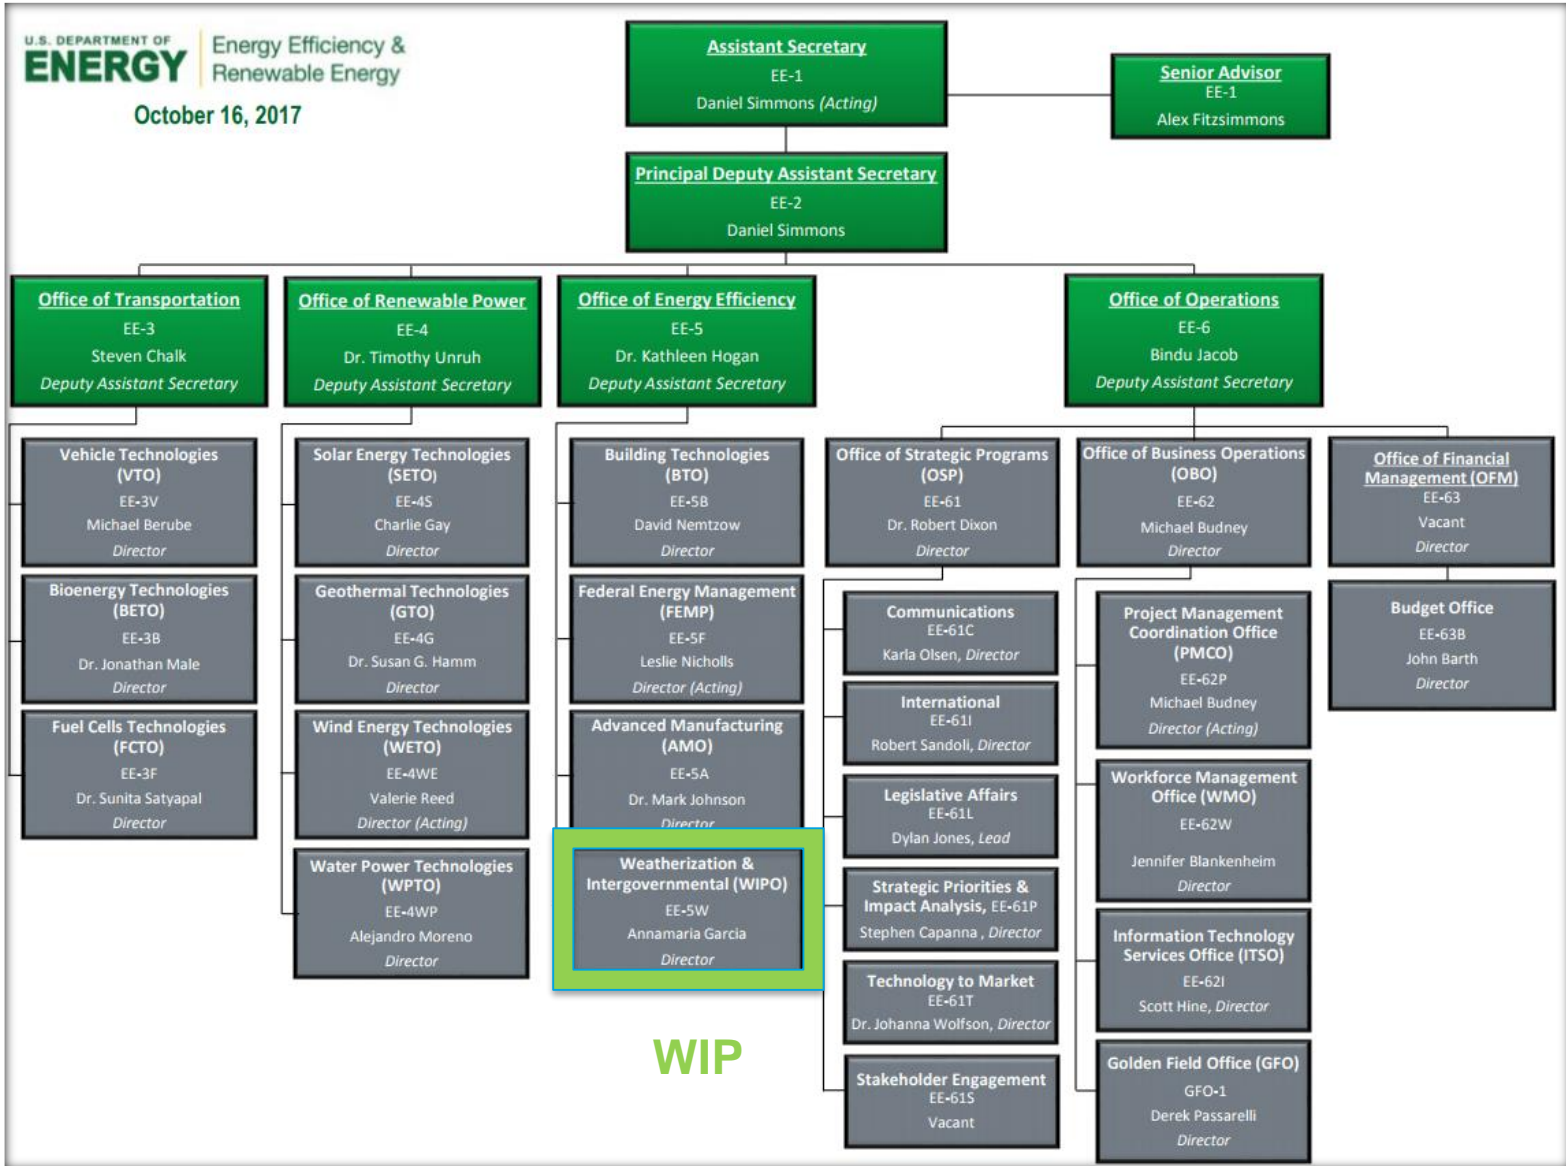 U.S. DEPARTMENT OF
ENERGY
Energy Efficiency &
Renewable Energy
October 16, 2017
Assistant Secretary
EE-1
Daniel Simmons (Acting)
Senior Advisor
EE-1
Alex Fitzsimmons
Principal Deputy Assistant Secretary
EE-2
Daniel Simmons
Office of Transportation
EE-3
Steven Chalk
Deputy Assistant Secretary
Office of Renewable Power
EE-4
Dr. Timothy Unruh
Deputy Assistant Secretary
Office of Energy Efficiency
EE-5
Dr. Kathleen Hogan
Deputy Assistant Secretary
Office of Operations
EE-6
Bindu Jacob
Deputy Assistant Secretary
Vehicle Technologies
(VTO)
EE-3V
Michael Berube
Director
Bioenergy Technologies
(BETO)
EE-3B
Dr. Jonathan Male
Director
Fuel Cells Technologies
(FCTO)
EE-3F
Dr. Sunita Satyapal
Director
Solar Energy Technologies
(SETO)
EE-4S
Charlie Gay
Director
Geothermal Technologies
(GTO)
EE-4G
Dr. Susan G. Hamm
Director
Wind Energy Technologies
(WETO)
EE-4WE
Valerie Reed
Director (Acting)
Water Power Technologies
(WPTO)
EE-4WP
Alejandro Moreno
Director
Building Technologies
(BTO)
EE-5B
David Nemtzow
Director
Federal Energy Management
(FEMP)
EE-5F
Leslie Nicholls
Director (Acting)
Advanced Manufacturing
(AMO)
EE-5A
Dr. Mark Johnson
Director
Weatherization &
Intergovernmental (WIPO)
EE-5W
Annamaria Garcia
Director
WIP
Office of Strategic Programs
(OSP)
EE-61
Dr. Robert Dixon
Director
Communications
EE-61C
Karla Olsen, Director
International
EE-61I
Robert Sandoli, Director
Legislative Affairs
EE-61L
Dylan Jones, Lead
Strategic Priorities &
Impact Analysis, EE-61P
Stephen Capanna , Director
Technology to Market
EE-61T
Dr. Johanna Wolfson, Director
Stakeholder Engagement
EE-61S
Vacant
Office of Business Operations
(OBO)
EE-62
Michael Budney
Director
Project Management
Coordination Office
(PMCO)
EE-62P
Michael Budney
Director (Acting)
Workforce Management
Office (WMO)
EE-62W
Jennifer Blankenheim
Director
Information Technology
Services Office (ITSO)
EE-62I
Scott Hine, Director
Golden Field Office (GFO)
GFO-1
Derek Passarelli
Director
Office of Financial
Management (OFM)
EE-63
Vacant
Director
Budget Office
EE-63B
John Barth
Director